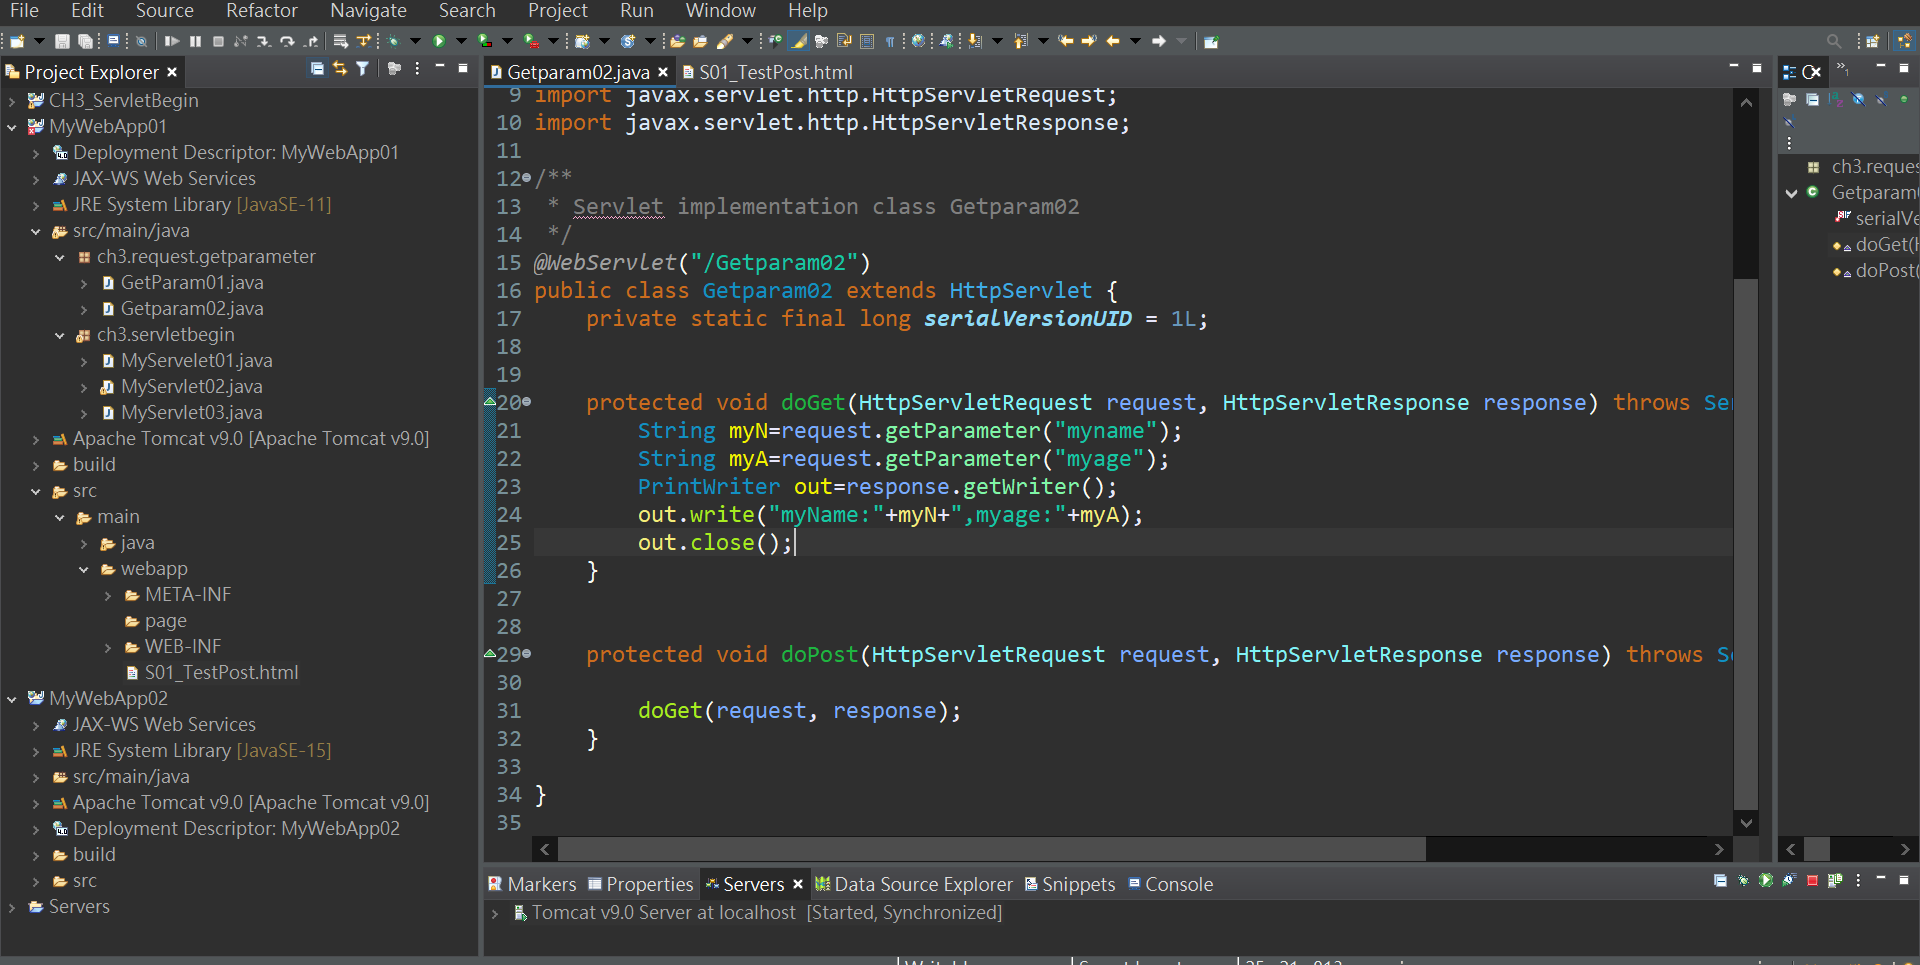 File Edit Source Refactor Navigate Search Project Run Window Help
Project Explorer
CH3_ServletBegin
MyWebApp01
Deployment Descriptor: MyWebApp01
JAX-WS Web Services
JRE System Library [JavaSE-11]
src/main/java
ch3.request.getparameter
GetParam01.java
Getparam02.java
ch3.servletbegin
MyServelet01.java
MyServlet02.java
MyServlet03.java
Apache Tomcat v9.0 [Apache Tomcat v9.0]
build
src
main
java
webapp
META-INF
page
WEB-INF
S01_TestPost.html
MyWebApp02
JAX-WS Web Services
JRE System Library [JavaSE-15]
src/main/java
Apache Tomcat v9.0 [Apache Tomcat v9.0]
Deployment Descriptor: MyWebApp02
build
src
Servers
Getparam02.java S01_TestPost.html
9 import javax.servlet.http.HttpServletRequest;
10 import javax.servlet.http.HttpServletResponse;
11
12 /**
13 * Servlet implementation class Getparam02
14 */
15 @WebServlet("/Getparam02")
16 public class Getparam02 extends HttpServlet {
17 private static final long serialVersionUID = 1L;
18
19
20 protected void doGet(HttpServletRequest request, HttpServletResponse response) throws Ser
21 String myN=request.getParameter("myname");
22 String myA=request.getParameter("myage");
23 PrintWriter out=response.getWriter();
24 out.write("myName:"+myN+",myage:"+myA);
25 out.close();
26 }
27
28
29 protected void doPost(HttpServletRequest request, HttpServletResponse response) throws S
30
31 doGet(request, response);
32 }
33
34 }
35
ch3.reques
Getparam
serialVe
doGet(H
doPost(
Markers Properties Servers Data Source Explorer Snippets Console
Tomcat v9.0 Server at localhost [Started, Synchronized]